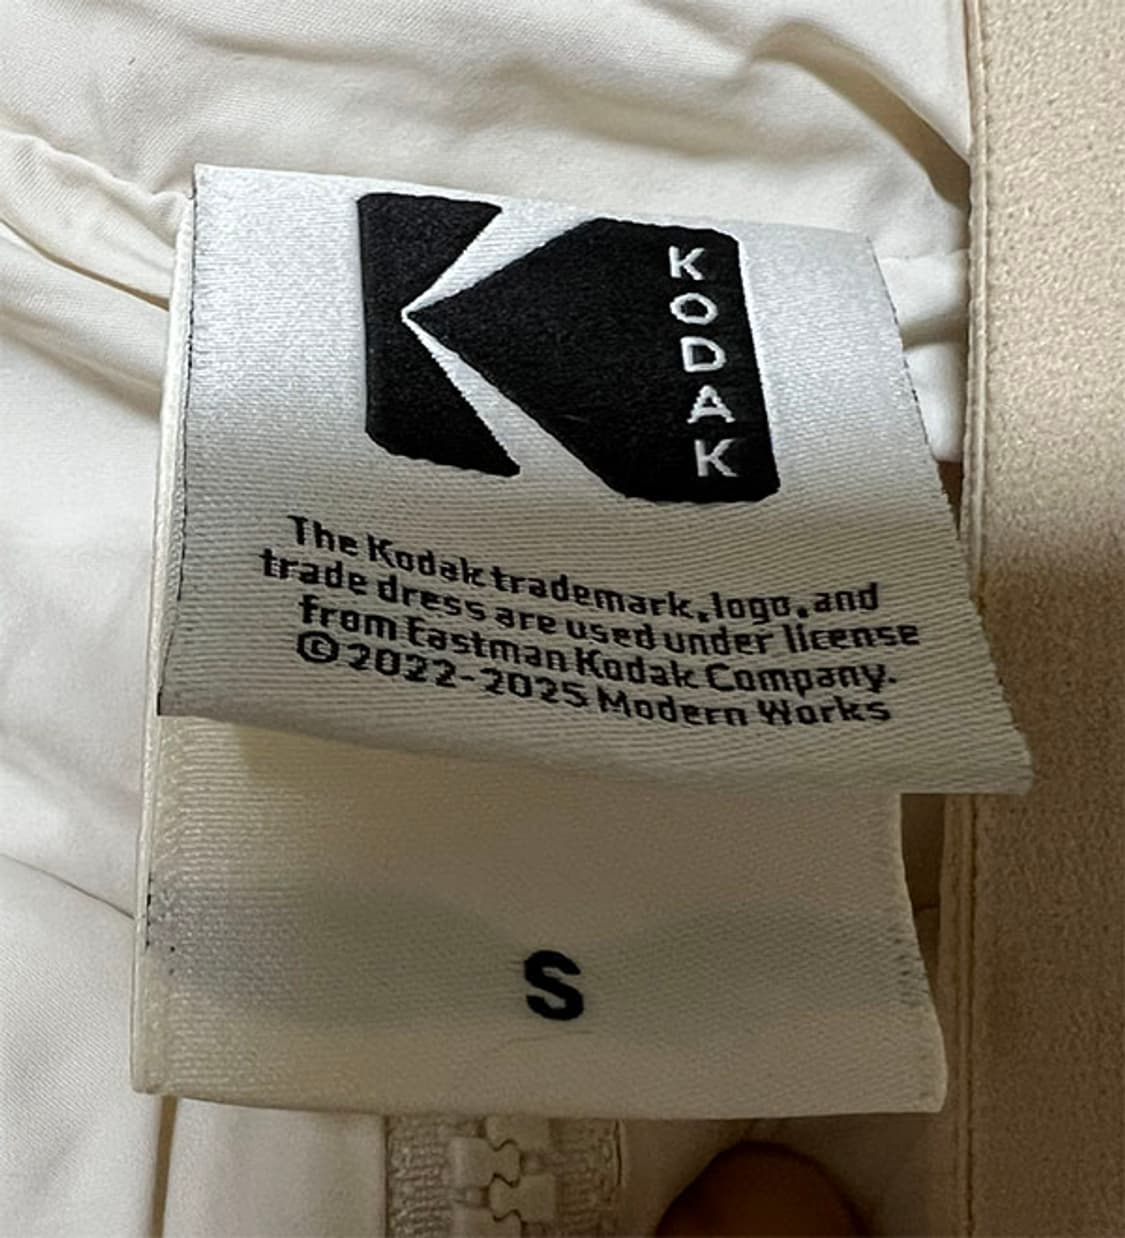 KODAK
The Kodak trademark, logo, and
trade dress are used under license
from Eastman Kodak Company.
©2022-2025 Modern Works
S